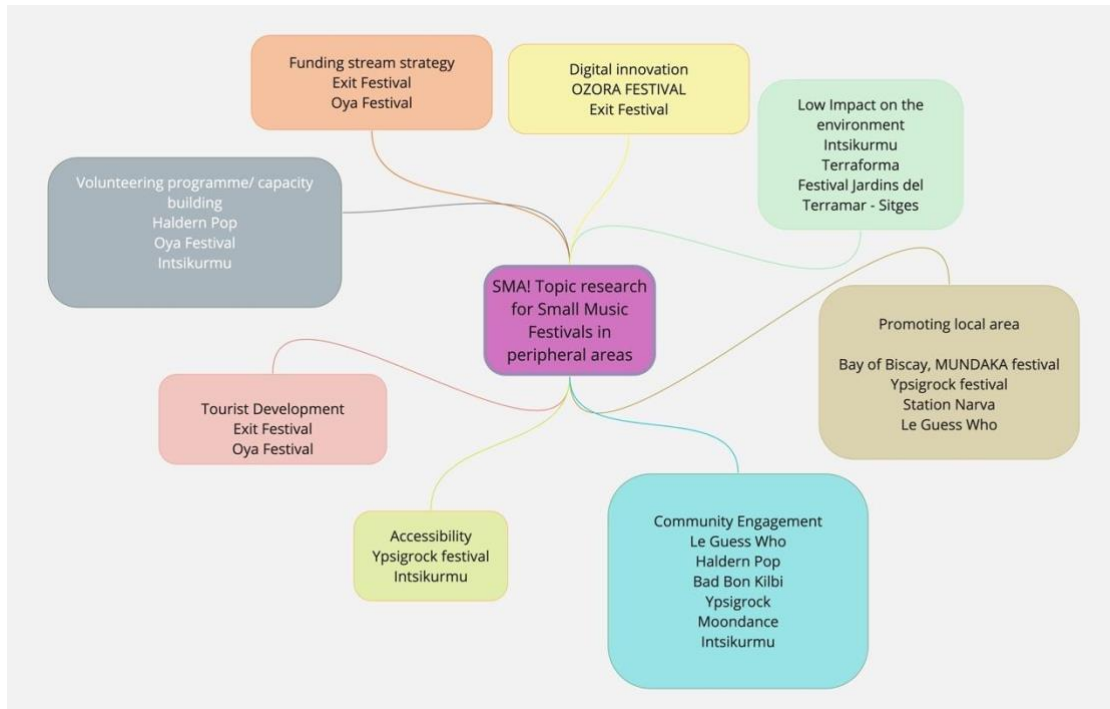 Funding stream strategy
Exit Festival
Oya Festival
Digital innovation
OZORA FESTIVAL
Exit Festival
Low Impact on the
environment
Intsikurmu
Terraforma
Festival Jardins del
Terramar - Sitges
Volunteering programme/ capacity
building
Haldern Pop
Oya Festival
Intsikurmu
SMA! Topic research
for Small Music
Festivals in
peripheral areas
Promoting local area
Bay of Biscay, MUNDAKA festival
Ypsigrock festival
Station Narva
Le Guess Who
Tourist Development
Exit Festival
Oya Festival
Accessibility
Ypsigrock festival
Intsikurmu
Community Engagement
Le Guess Who
Haldern Pop
Bad Bon Kilbi
Ypsigrock
Moondance
Intsikurmu